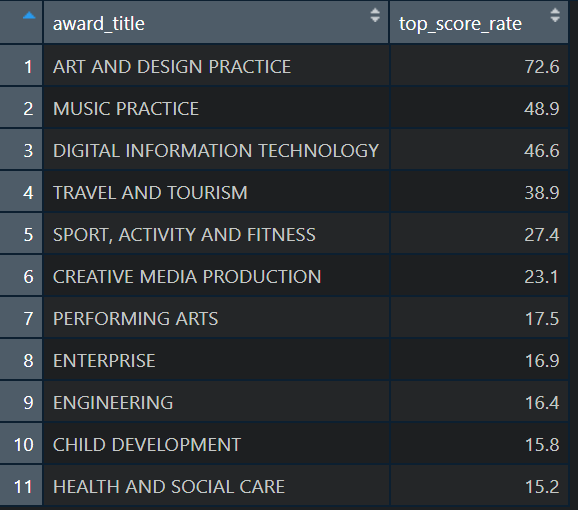 award_title top_score_rate
1 ART AND DESIGN PRACTICE 72.6
2 MUSIC PRACTICE 48.9
3 DIGITAL INFORMATION TECHNOLOGY 46.6
4 TRAVEL AND TOURISM 38.9
5 SPORT, ACTIVITY AND FITNESS 27.4
6 CREATIVE MEDIA PRODUCTION 23.1
7 PERFORMING ARTS 17.5
8 ENTERPRISE 16.9
9 ENGINEERING 16.4
10 CHILD DEVELOPMENT 15.8
11 HEALTH AND SOCIAL CARE 15.2